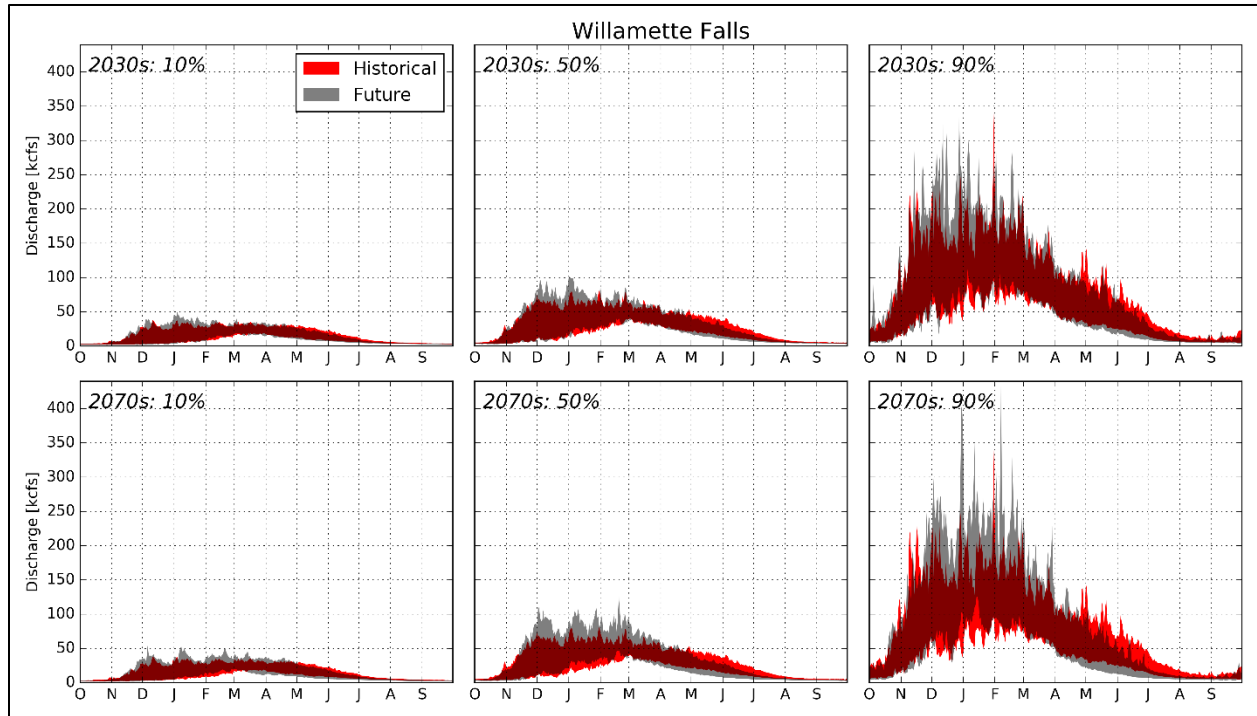 Willamette Falls
2030s: 10%
Historical
Future
2030s: 50%
2030s: 90%
Discharge [kcfs]
400
350
300
250
200
150
100
50
0
O N D J F M A M J J A S
O N D J F M A M J J A S
O N D J F M A M J J A S
2070s: 10%
2070s: 50%
2070s: 90%
Discharge [kcfs]
400
350
300
250
200
150
100
50
0
O N D J F M A M J J A S
O N D J F M A M J J A S
O N D J F M A M J J A S